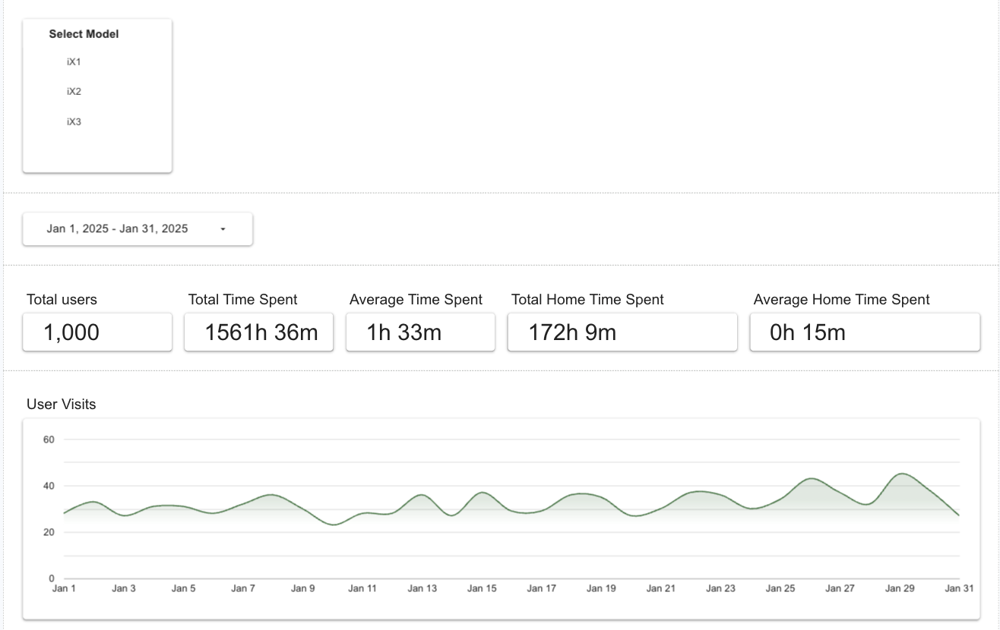 Select Model
iX1
iX2
iX3
Jan 1, 2025 - Jan 31, 2025
Total users
Total Time Spent
Average Time Spent
Total Home Time Spent
Average Home Time Spent
1,000
1561h 36m
1h 33m
172h 9m
0h 15m
User Visits
60
40
20
0
Jan 1
Jan 3
Jan 5
Jan 7
Jan 9
Jan 11
Jan 13
Jan 15
Jan 17
Jan 19
Jan 21
Jan 23
Jan 25
Jan 27
Jan 29
Jan 31